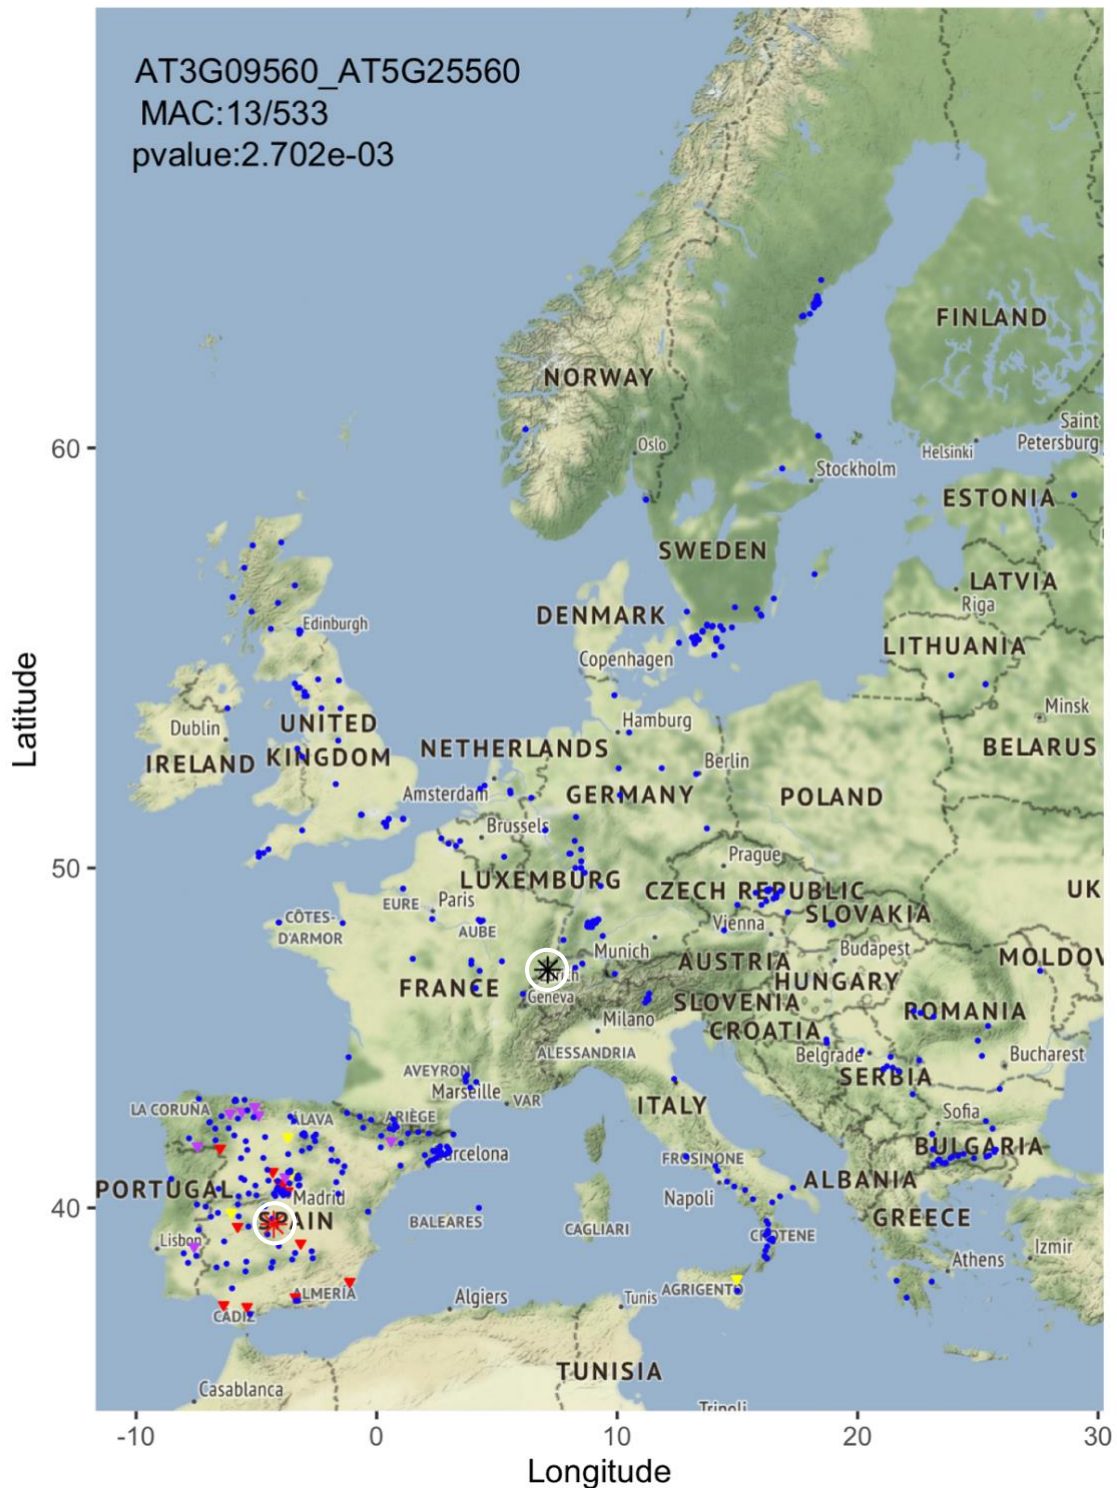 AT3G09560_AT5G25560
MAC:13/533
pvalue:2.702e-03
FINLAND
NORWAY
Saint
Petersburg
60
Oslo
Helsinki
Stockholm
ESTONIA
SWEDEN
LATVIA
Riga
DENMARK
Edinburgh
LITHUANIA
Copenhagen
Minsk
Dublin
UNITED
KINGDOM
Hamburg
IRELAND
NETHERLANDS
BELARUS
Berlin
Amsterdam
GERMANY
POLAND
Brussels
Prague
50
LUXEMBURG
CZECH REPUBLIC
UK
EURE
Paris
CÔTES-
D'ARMOR
AUBE
SLOVAKIA
Vienna
Munich
Budapest
AUSTRIA
MOLDOV
HUNGARY
FRANCE
Geneva
SLOVENIA
ROMANIA
Milano
CROATIA
ALESSANDRIA
Belgrade
Bucharest
AVEYRON
SERBIA
Marseille
VAR
LA CORUÑA
ÁLAVA
ARIÈGE
ITALY
Sofia
BULGARIA
arcelona
FROSINONE
PORTUGAL
Madrid
Napoli
ALBANIA
40
SPAIN
BALEARES
CAGLIARI
CROTENE
GREECE
Lisbon
Athens
Izmir
ALMERÍA
AGRIGENTO
CÁDIZ
Algiers
Tunis
TUNISIA
Casablanca
Tripoli
-10
0
10
20
30
Longitude
Latitude